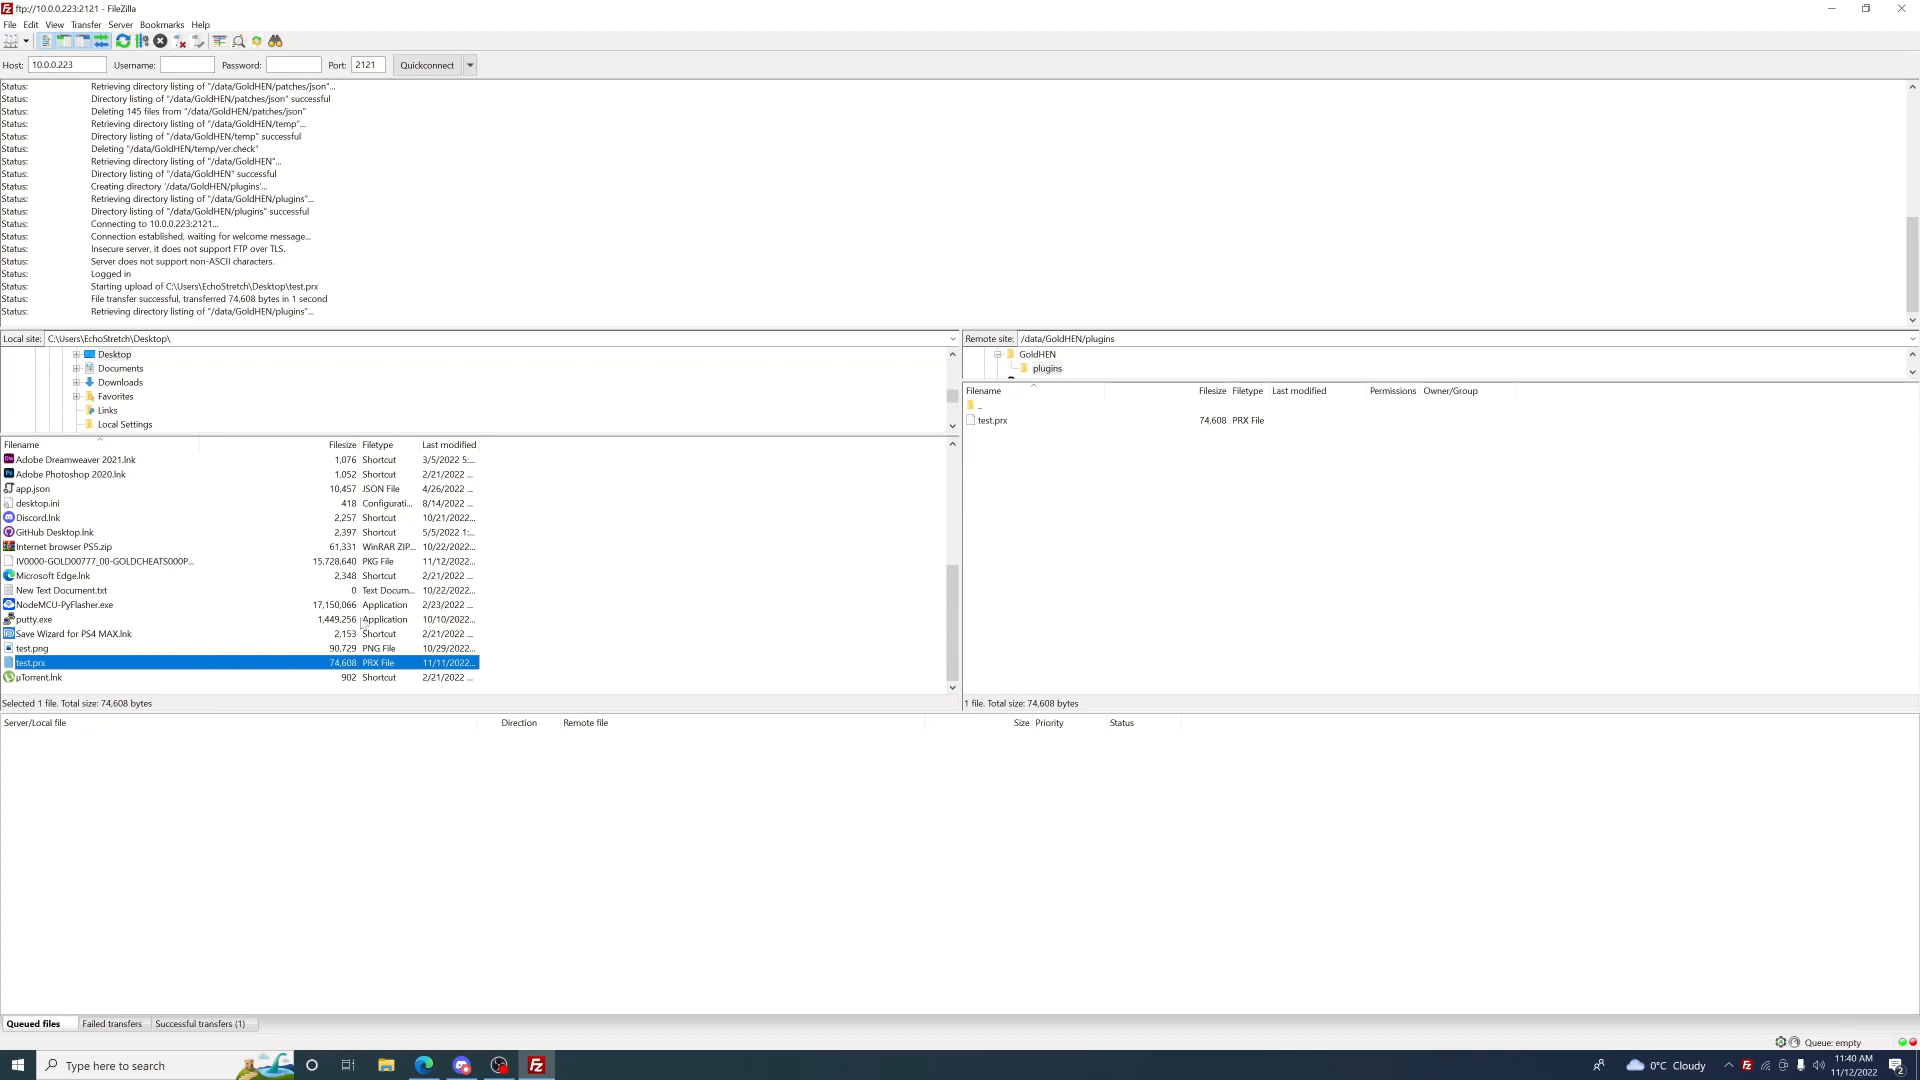 ftp://10.0.0.223:2121 - FileZilla
File Edit View Transfer Server Bookmarks Help
Host: 10.0.0.223 Username: Password: Port: 2121 Quickconnect
Status: Retrieving directory listing of "/data/GoldHEN/patches/json"...
Status: Directory listing of "/data/GoldHEN/patches/json" successful
Status: Deleting 145 files from "/data/GoldHEN/patches/json"
Status: Retrieving directory listing of "/data/GoldHEN/temp"...
Status: Directory listing of "/data/GoldHEN/temp" successful
Status: Deleting "/data/GoldHEN/temp/ver.check"
Status: Retrieving directory listing of "/data/GoldHEN"...
Status: Directory listing of "/data/GoldHEN" successful
Status: Creating directory '/data/GoldHEN/plugins'...
Status: Retrieving directory listing of "/data/GoldHEN/plugins"...
Status: Directory listing of "/data/GoldHEN/plugins" successful
Status: Connecting to 10.0.0.223:2121...
Status: Connection established, waiting for welcome message...
Status: Insecure server, it does not support FTP over TLS.
Status: Server does not support non-ASCII characters.
Status: Logged in
Status: Starting upload of C:\Users\EchoStretch\Desktop\test.prx
Status: File transfer successful, transferred 74,608 bytes in 1 second
Status: Retrieving directory listing of "/data/GoldHEN/plugins"...
Local site: C:\Users\EchoStretch\Desktop\
Desktop
Documents
Downloads
Favorites
Links
Local Settings
Filename Filesize Filetype Last modified
Adobe Dreamweaver 2021.lnk 1,076 Shortcut 3/5/2022 5:...
Adobe Photoshop 2020.lnk 1,052 Shortcut 2/21/2022 ...
app.json 10,457 JSON File 4/26/2022 ...
desktop.ini 418 Configurati... 8/14/2022 ...
Discord.lnk 2,257 Shortcut 10/21/2022...
GitHub Desktop.lnk 2,397 Shortcut 5/5/2022 1:...
Internet browser PS5.zip 61,331 WinRAR ZIP... 10/22/2022...
IV0000-GOLD00777_00-GOLDCHEATS000P... 15,728,640 PKG File 11/12/2022...
Microsoft Edge.lnk 2,348 Shortcut 2/21/2022 ...
New Text Document.txt 0 Text Docum... 10/22/2022...
NodeMCU-PyFlasher.exe 17,150,066 Application 2/23/2022 ...
putty.exe 1,449,256 Application 10/10/2022...
Save Wizard for PS4 MAX.lnk 2,153 Shortcut 2/21/2022 ...
test.png 90,729 PNG File 10/29/2022...
test.prx 74,608 PRX File 11/11/2022...
µTorrent.lnk 902 Shortcut 2/21/2022 ...
Selected 1 file. Total size: 74,608 bytes
Remote site: /data/GoldHEN/plugins
GoldHEN
plugins
Filename Filesize Filetype Last modified Permissions Owner/Group
..
test.prx 74,608 PRX File
1 file. Total size: 74,608 bytes
Server/Local file Direction Remote file Size Priority Status
Queued files Failed transfers Successful transfers (1)
Queue: empty
Type here to search
0°C Cloudy
11:40 AM
11/12/2022
2